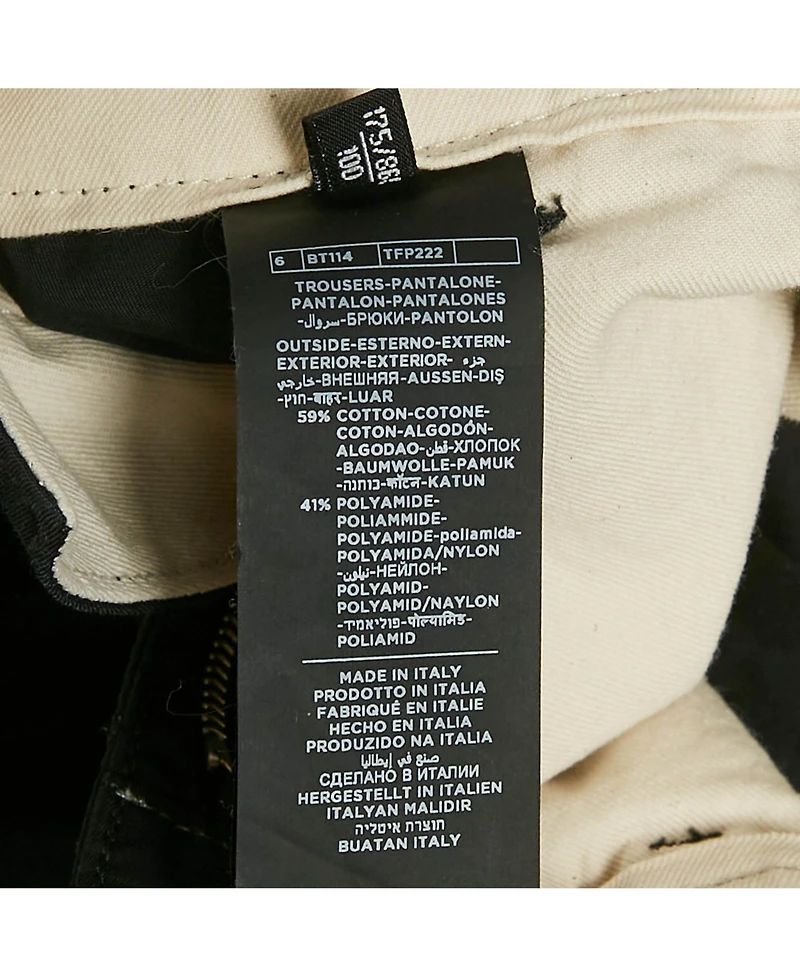 175/86
100
6 BT114 TFP222
TROUSERS-PANTALONE-
PANTALON-PANTALONES
-سروال-БРЮКИ-PANTOLON
OUTSIDE-ESTERNO-EXTERN-
EXTERIOR-EXTERIOR- جزء
خارجي-ВНЕШНЯЯ-AUSSEN-DIŞ
-חוץ-बाहर-LUAR
59% COTTON-COTONE-
COTON-ALGODÓN-
ALGODAO-قطن-ХЛОПОК
-BAUMWOLLE-PAMUK
-כותנה-कॉटन-KATUN
41% POLYAMIDE-
POLIAMMIDE-
POLYAMIDE-poliamida-
POLYAMIDA/NYLON
-نيلون-НЕЙЛОН-
POLYAMID-
POLYAMID/NAYLON
-פוליאמיד-पोल्यामिड-
POLIAMID
MADE IN ITALY
PRODOTTO IN ITALIA
FABRIQUÉ EN ITALIE
HECHO EN ITALIA
PRODUZIDO NA ITALIA
صنع في إيطاليا
СДЕЛАНО В ИТАЛИИ
HERGESTELLT IN ITALIEN
ITALYAN MALIDIR
תוצרת איטליה
BUATAN ITALY